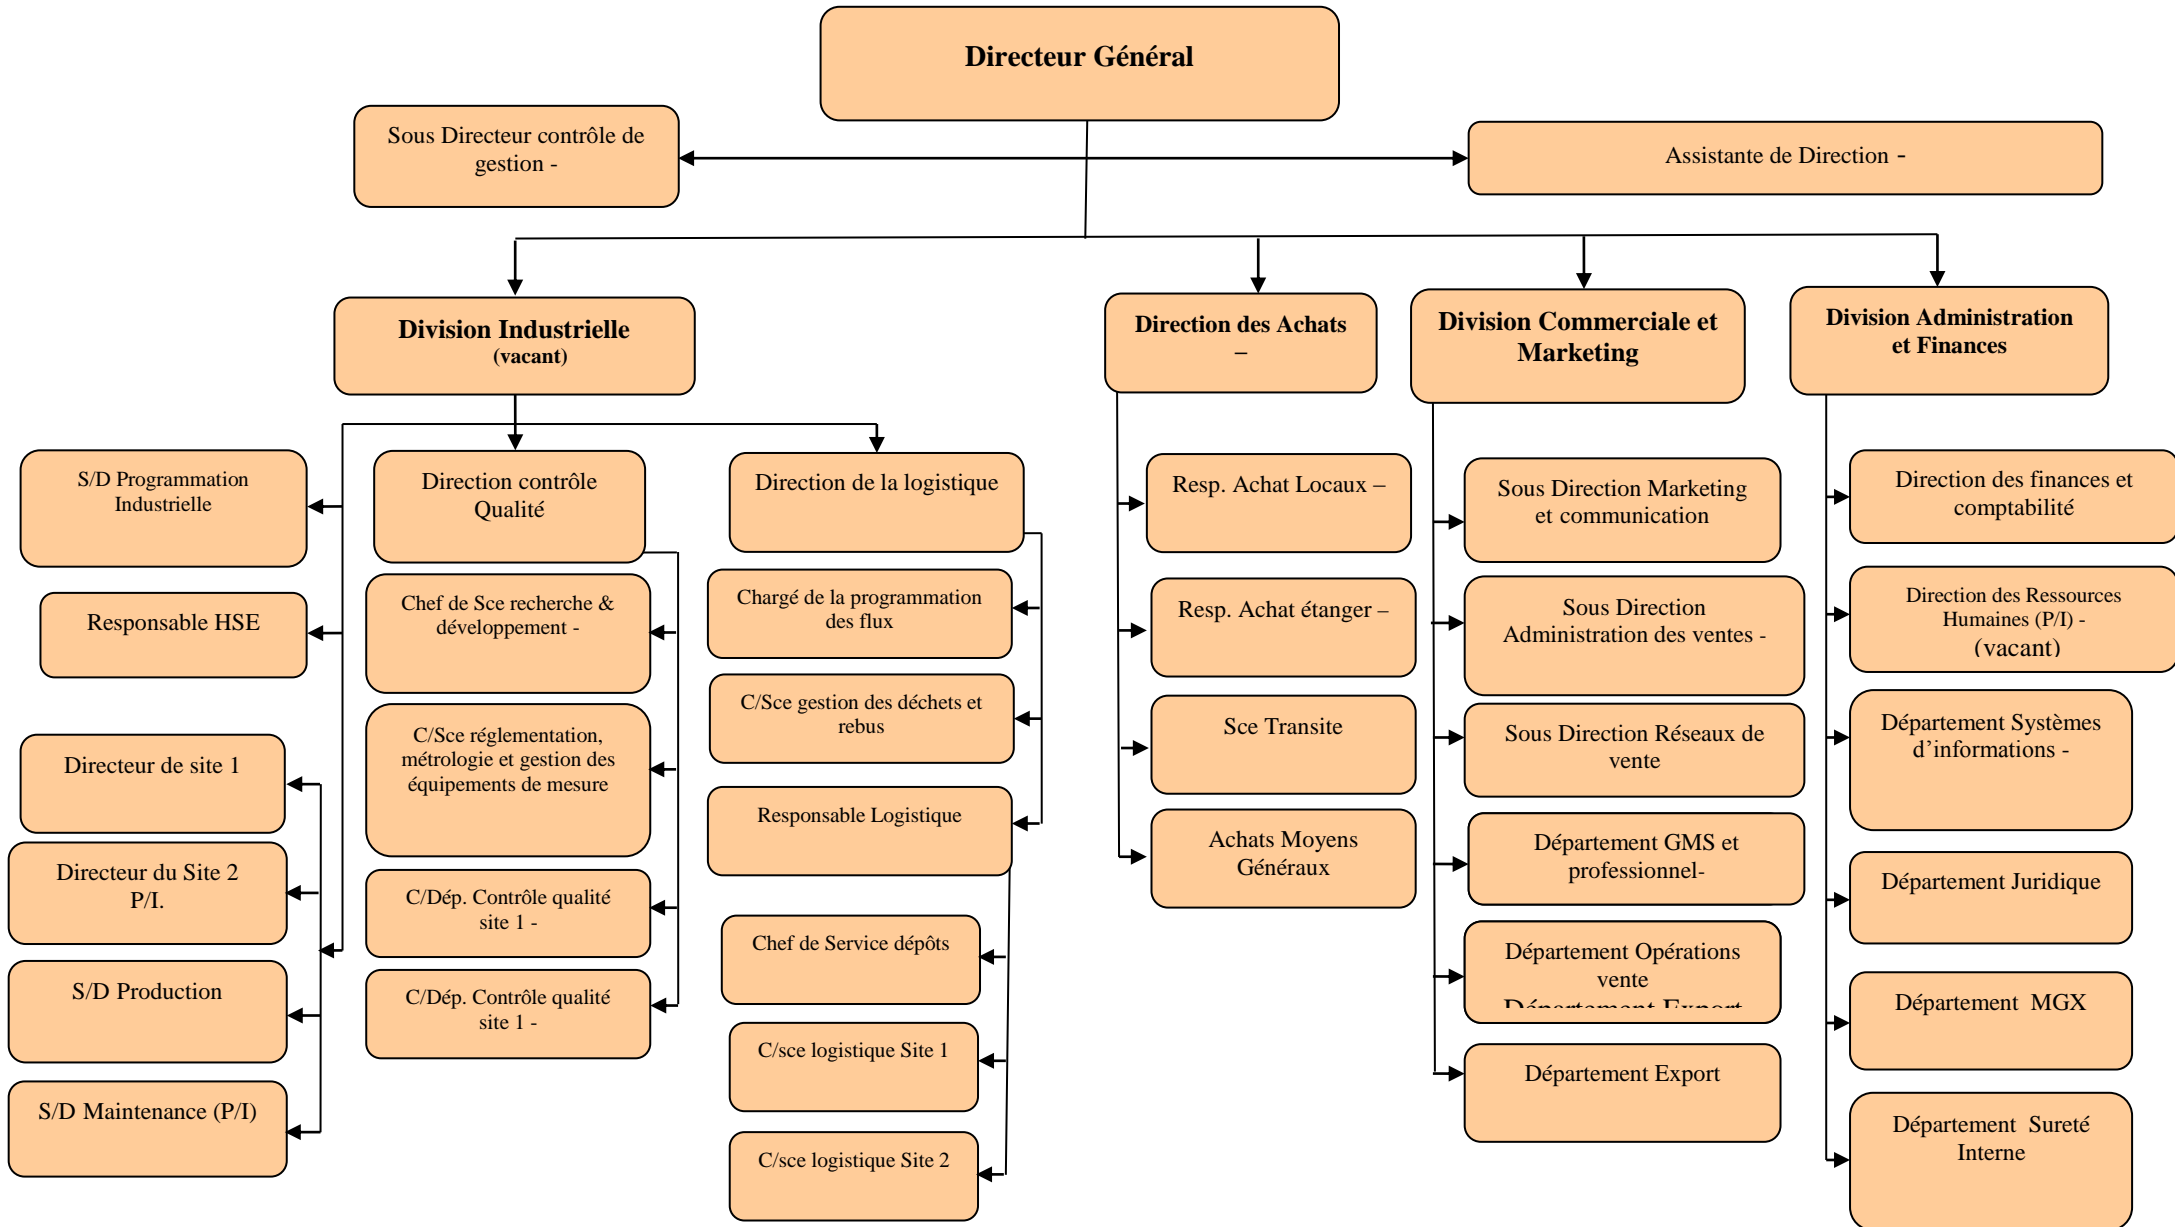 Directeur Général
Sous Directeur contrôle de
gestion -
Assistante de Direction -
Division Industrielle
(vacant)
Direction des Achats
–
Division Commerciale et
Marketing
Division Administration
et Finances
S/D Programmation
Industrielle
Responsable HSE
Directeur de site 1
Directeur du Site 2
P/I.
S/D Production
S/D Maintenance (P/I)
Direction contrôle
Qualité
Chef de Sce recherche &
développement -
C/Sce réglementation,
métrologie et gestion des
équipements de mesure
C/Dép. Contrôle qualité
site 1 -
C/Dép. Contrôle qualité
site 1 -
Direction de la logistique
Chargé de la programmation
des flux
C/Sce gestion des déchets et
rebus
Responsable Logistique
Chef de Service dépôts
C/sce logistique Site 1
C/sce logistique Site 2
Resp. Achat Locaux –
Resp. Achat étanger –
Sce Transite
Achats Moyens
Généraux
Sous Direction Marketing
et communication
Sous Direction
Administration des ventes -
Sous Direction Réseaux de
vente
Département GMS et
professionnel-
Département Opérations
vente
Département Export
Département Export
Direction des finances et
comptabilité
Direction des Ressources
Humaines (P/I) -
(vacant)
Département Systèmes
d’informations -
Département Juridique
Département  MGX
Département  Sureté
Interne